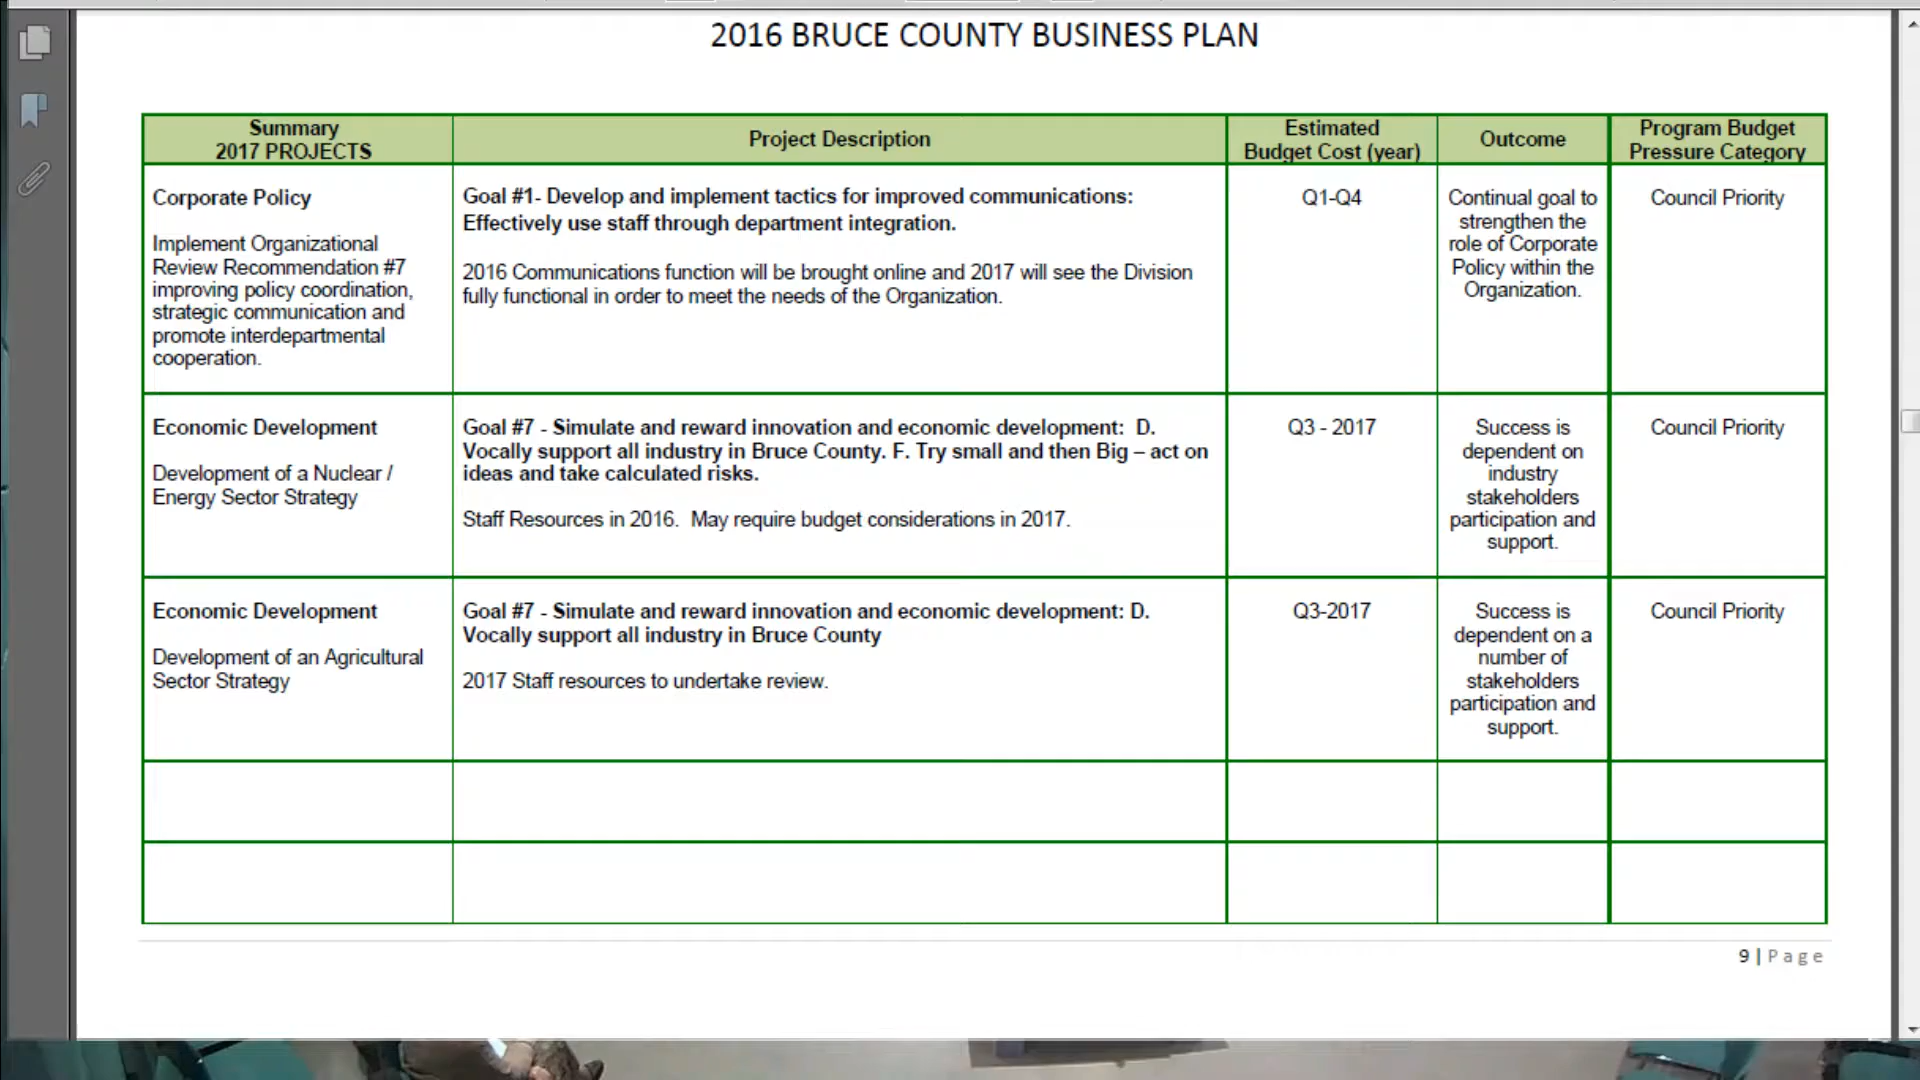 2016 BRUCE COUNTY BUSINESS PLAN
Summary
2017 PROJECTS
Project Description
Estimated
Budget Cost (year)
Outcome
Program Budget
Pressure Category
Corporate Policy
Implement Organizational
Review Recommendation #7
improving policy coordination,
strategic communication and
promote interdepartmental
cooperation.
Goal #1- Develop and implement tactics for improved communications:
Effectively use staff through department integration.
2016 Communications function will be brought online and 2017 will see the Division
fully functional in order to meet the needs of the Organization.
Q1-Q4
Continual goal to
strengthen the
role of Corporate
Policy within the
Organization.
Council Priority
Economic Development
Development of a Nuclear /
Energy Sector Strategy
Goal #7 - Simulate and reward innovation and economic development:  D.
Vocally support all industry in Bruce County. F. Try small and then Big – act on
ideas and take calculated risks.
Staff Resources in 2016.  May require budget considerations in 2017.
Q3 - 2017
Success is
dependent on
industry
stakeholders
participation and
support.
Council Priority
Economic Development
Development of an Agricultural
Sector Strategy
Goal #7 - Simulate and reward innovation and economic development: D.
Vocally support all industry in Bruce County
2017 Staff resources to undertake review.
Q3-2017
Success is
dependent on a
number of
stakeholders
participation and
support.
Council Priority
9 | Page